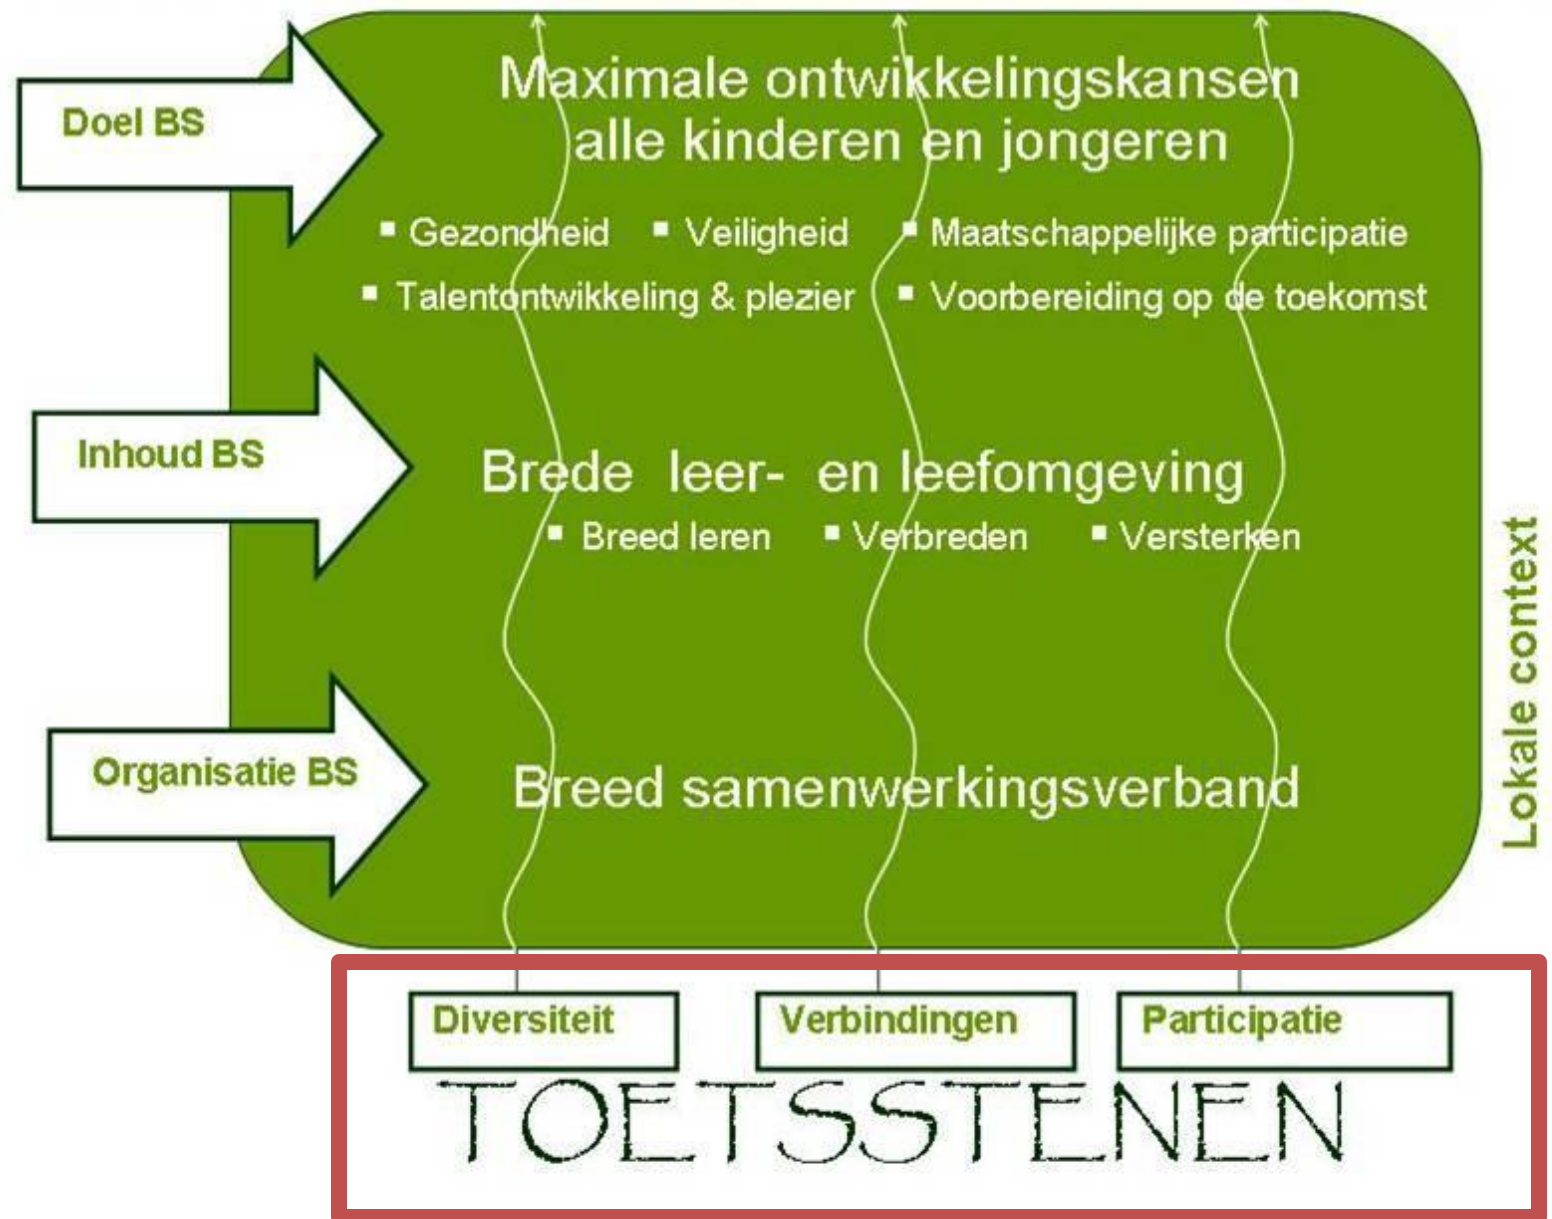 Doel BS
Maximale ontwikkelingskansen
alle kinderen en jongeren
▪ Gezondheid ▪ Veiligheid ▪ Maatschappelijke participatie
▪ Talentontwikkeling & plezier ▪ Voorbereiding op de toekomst
Inhoud BS
Brede leer- en leefomgeving
▪ Breed leren ▪ Verbreden ▪ Versterken
Organisatie BS
Breed samenwerkingsverband
Lokale context
Diversiteit
Verbindingen
Participatie
TOETSSTENEN